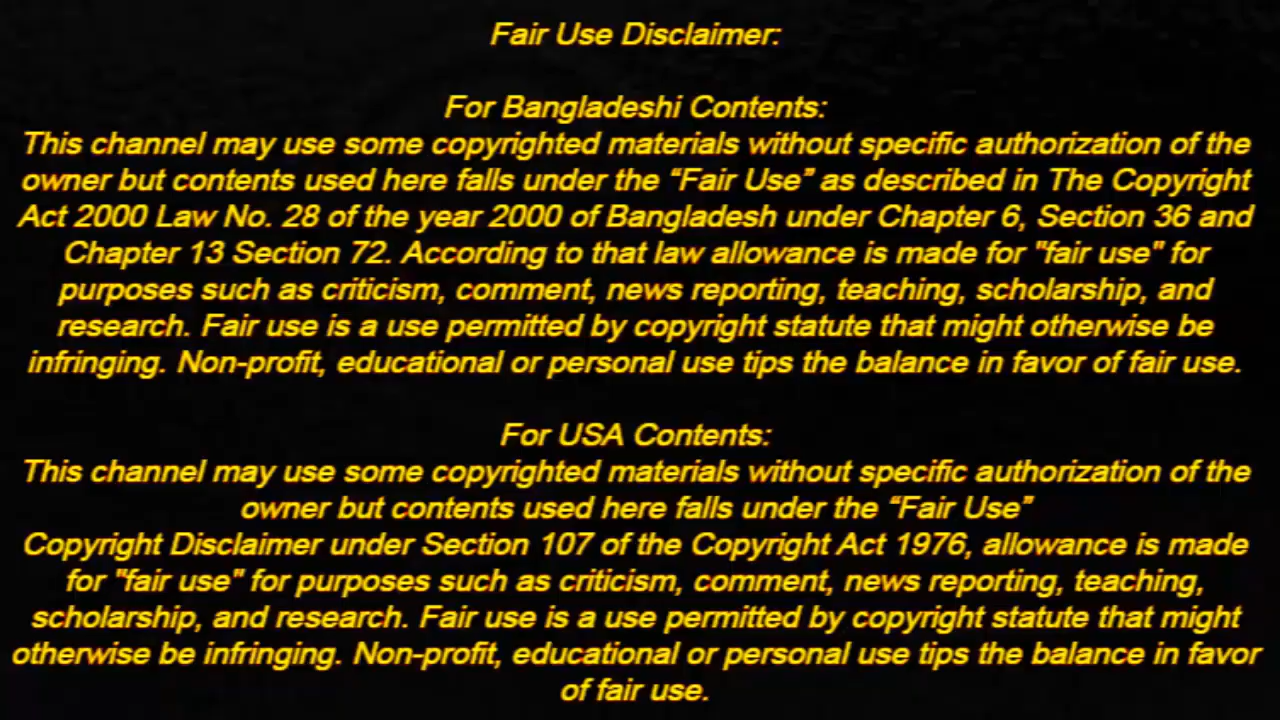 Fair Use Disclaimer:
For Bangladeshi Contents:
This channel may use some copyrighted materials without specific authorization of the
owner but contents used here falls under the “Fair Use” as described in The Copyright
Act 2000 Law No. 28 of the year 2000 of Bangladesh under Chapter 6, Section 36 and
Chapter 13 Section 72. According to that law allowance is made for "fair use" for
purposes such as criticism, comment, news reporting, teaching, scholarship, and
research. Fair use is a use permitted by copyright statute that might otherwise be
infringing. Non-profit, educational or personal use tips the balance in favor of fair use.
For USA Contents:
This channel may use some copyrighted materials without specific authorization of the
owner but contents used here falls under the “Fair Use”
Copyright Disclaimer under Section 107 of the Copyright Act 1976, allowance is made
for "fair use" for purposes such as criticism, comment, news reporting, teaching,
scholarship, and research. Fair use is a use permitted by copyright statute that might
otherwise be infringing. Non-profit, educational or personal use tips the balance in favor
of fair use.